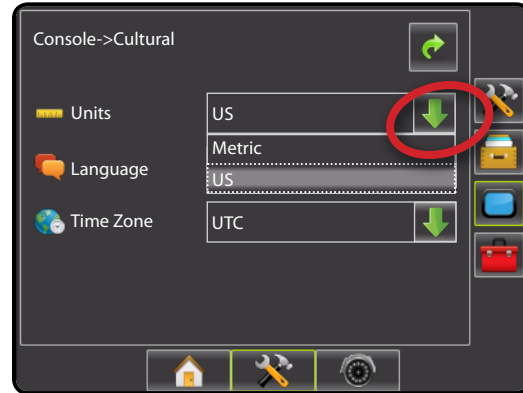 Console->Cultural
Units
US
Metric
US
Language
Time Zone
UTC